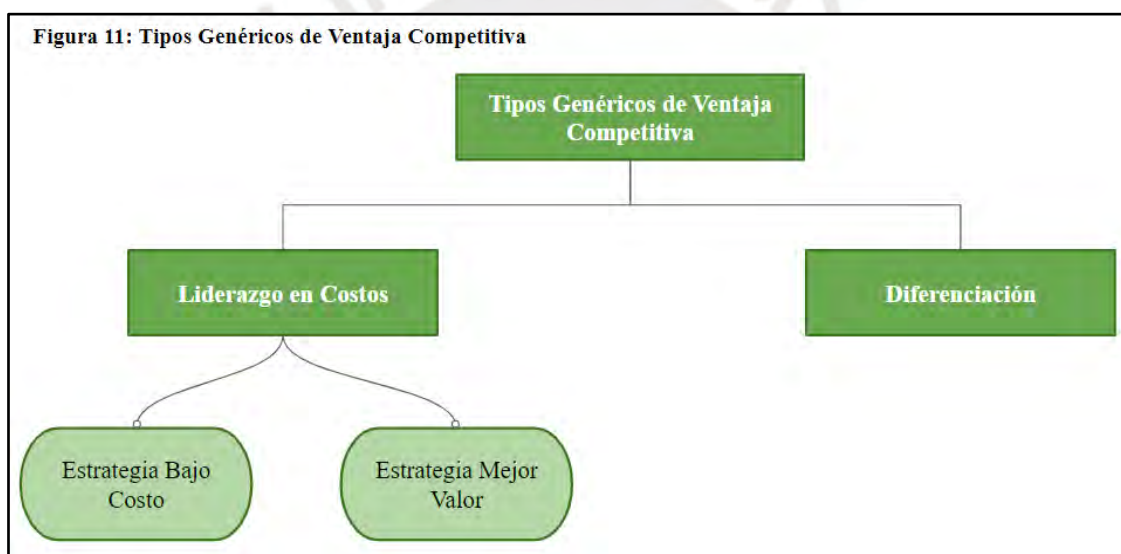 Figura 11: Tipos Genéricos de Ventaja Competitiva
Tipos Genéricos de Ventaja
Competitiva
Liderazgo en Costos
Diferenciación
Estrategia Bajo
Costo
Estrategia Mejor
Valor